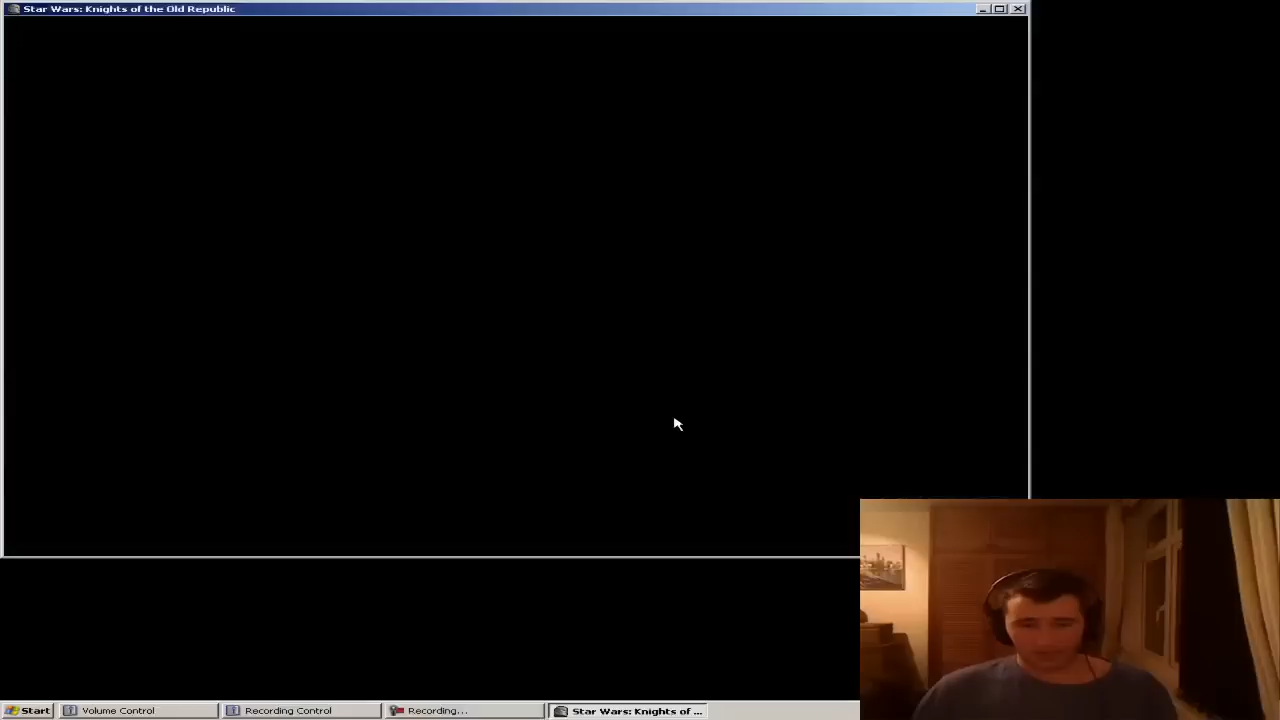 Star Wars: Knights of the Old Republic
Start
Volume Control
Recording Control
Recording...
Star Wars: Knights of ...